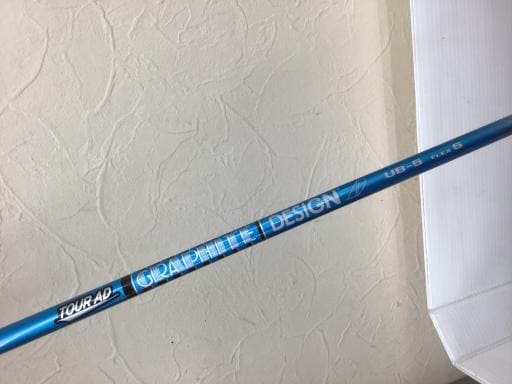 TOUR AD GRAPHITE DESIGN UB-5 FLEX S